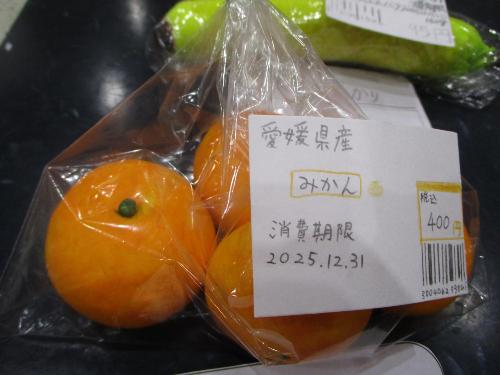 愛媛県産
みかん
消費期限
2025.12.31
税込
400円